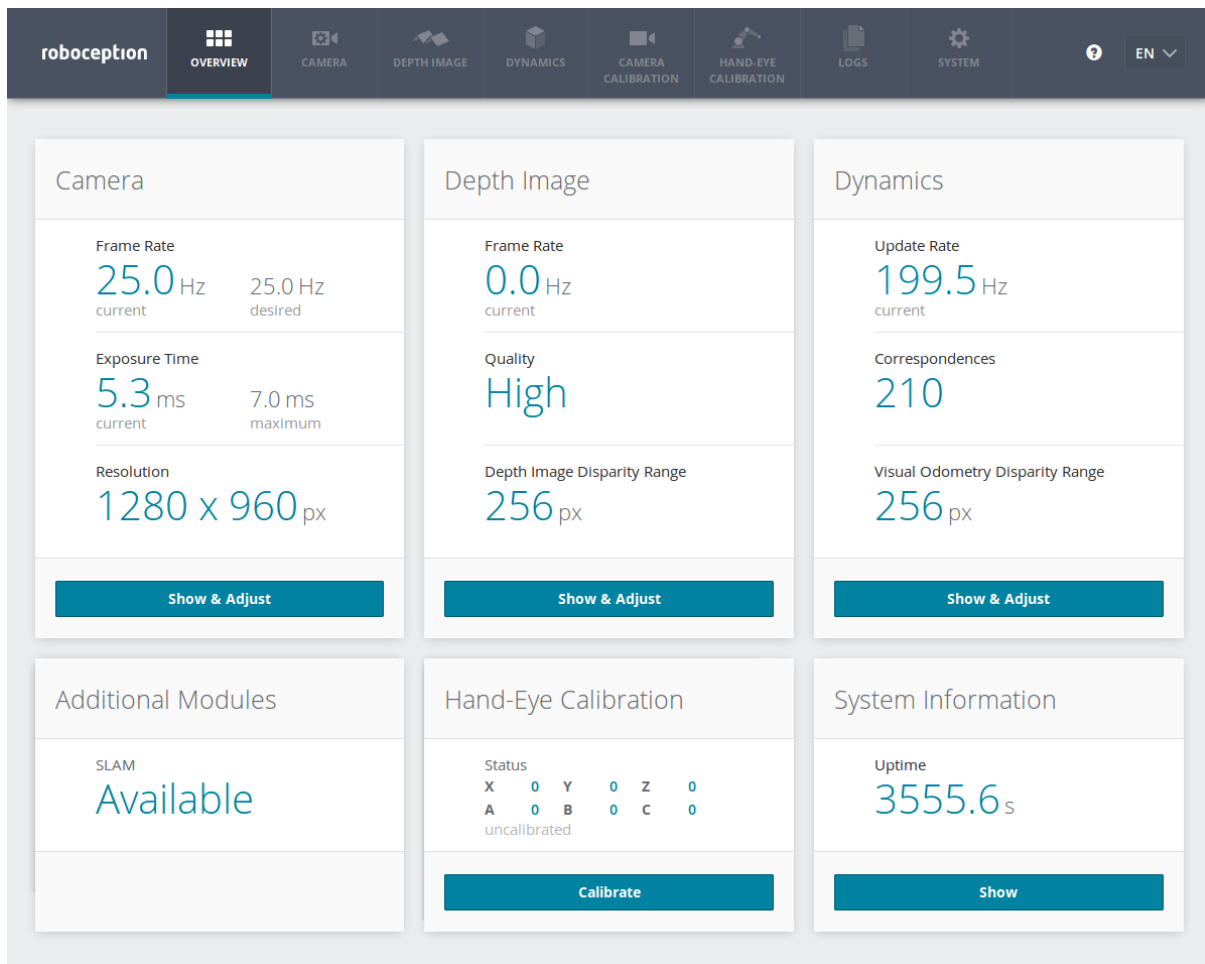 roboception
OVERVIEW
CAMERA
DEPTH IMAGE
DYNAMICS
CAMERA
CALIBRATION
HAND-EYE
CALIBRATION
LOGS
SYSTEM
?
EN
Camera
Frame Rate
25.0 Hz 25.0 Hz
current desired
Exposure Time
5.3 ms 7.0 ms
current maximum
Resolution
1280 x 960 px
Show & Adjust
Depth Image
Frame Rate
0.0 Hz
current
Quality
High
Depth Image Disparity Range
256 px
Show & Adjust
Dynamics
Update Rate
199.5 Hz
current
Correspondences
210
Visual Odometry Disparity Range
256 px
Show & Adjust
Additional Modules
SLAM
Available
Hand-Eye Calibration
Status
X 0 Y 0 Z 0
A 0 B 0 C 0
uncalibrated
Calibrate
System Information
Uptime
3555.6 s
Show